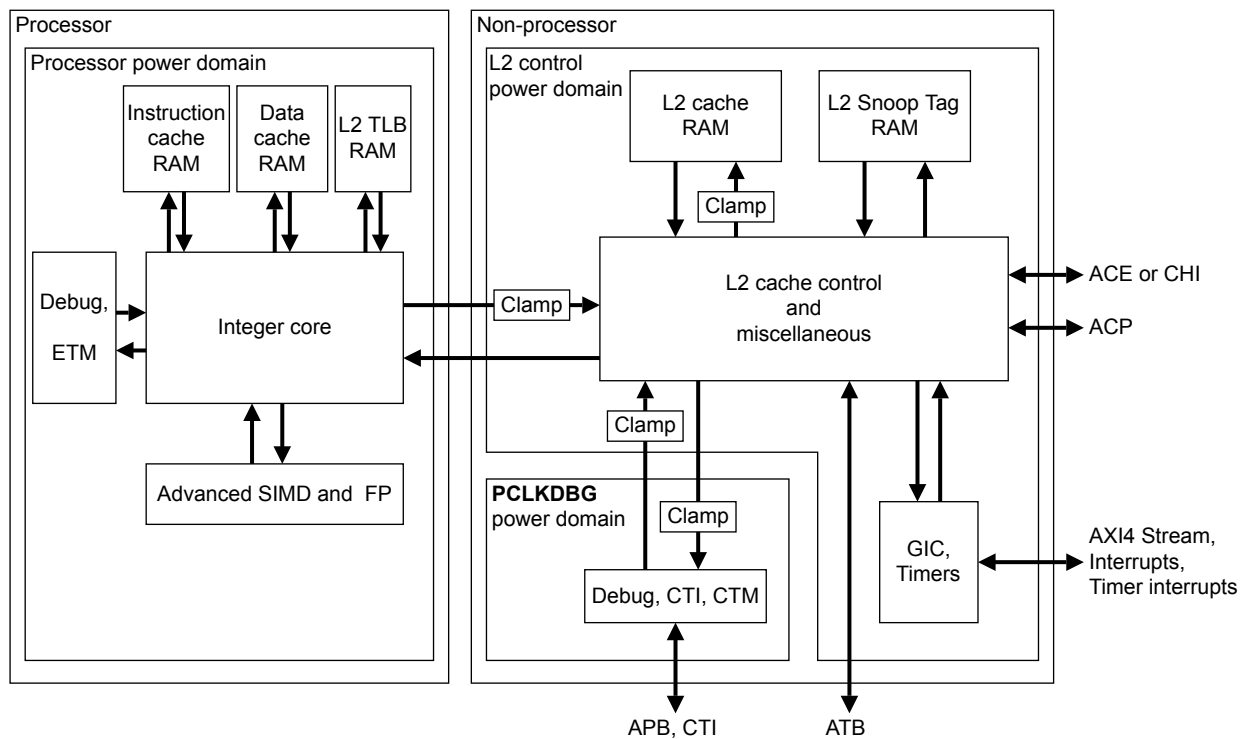 Processor
Processor power domain
Instruction
cache
RAM
Data
cache
RAM
L2 TLB
RAM
Debug,
ETM
Integer core
Advanced SIMD and FP
Clamp
Non-processor
L2 control
power domain
L2 cache
RAM
L2 Snoop Tag
RAM
Clamp
L2 cache control
and
miscellaneous
ACE or CHI
ACP
Clamp
PCLKDBG
power domain
Clamp
Debug, CTI, CTM
GIC,
Timers
AXI4 Stream,
Interrupts,
Timer interrupts
APB, CTI
ATB